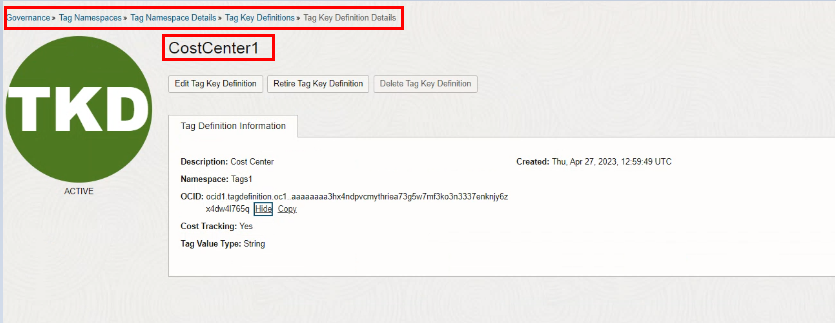 Governance » Tag Namespaces » Tag Namespace Details » Tag Key Definitions » Tag Key Definition Details
CostCenter1
TKD
ACTIVE
Edit Tag Key Definition Retire Tag Key Definition Delete Tag Key Definition
Tag Definition Information
Description: Cost Center Created: Thu, Apr 27, 2023, 12:59:49 UTC
Namespace: Tags1
OCID: ocid1.tagdefinition.oc1..aaaaaaaa3hx4ndpvcmythriea73g5w7mf3ko3n3337enknjy6z
x4dw4l765q Hide Copy
Cost Tracking: Yes
Tag Value Type: String